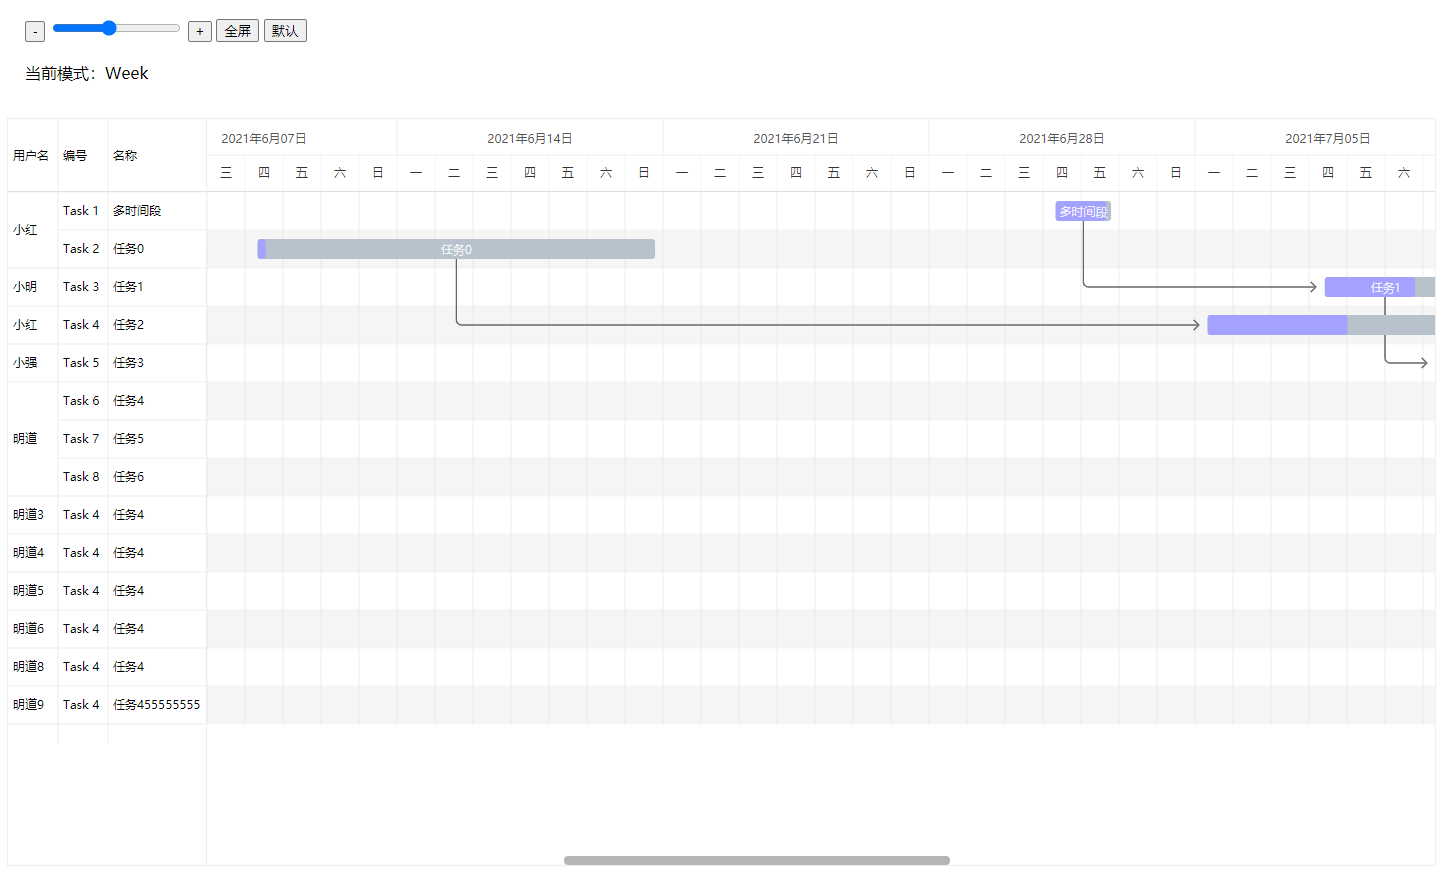 - + 全屏 默认
当前模式：Week
用户名 编号 名称 2021年6月07日 2021年6月14日 2021年6月21日 2021年6月28日 2021年7月05日
三 四 五 六 日 一 二 三 四 五 六 日 一 二 三 四 五 六 日 一 二 三 四 五 六 日 一 二 三 四 五 六
小红 Task 1 多时间段 多时间段
Task 2 任务0 任务0
小明 Task 3 任务1 任务1
小红 Task 4 任务2
小强 Task 5 任务3
明道 Task 6 任务4
Task 7 任务5
Task 8 任务6
明道3 Task 4 任务4
明道4 Task 4 任务4
明道5 Task 4 任务4
明道6 Task 4 任务4
明道8 Task 4 任务4
明道9 Task 4 任务455555555